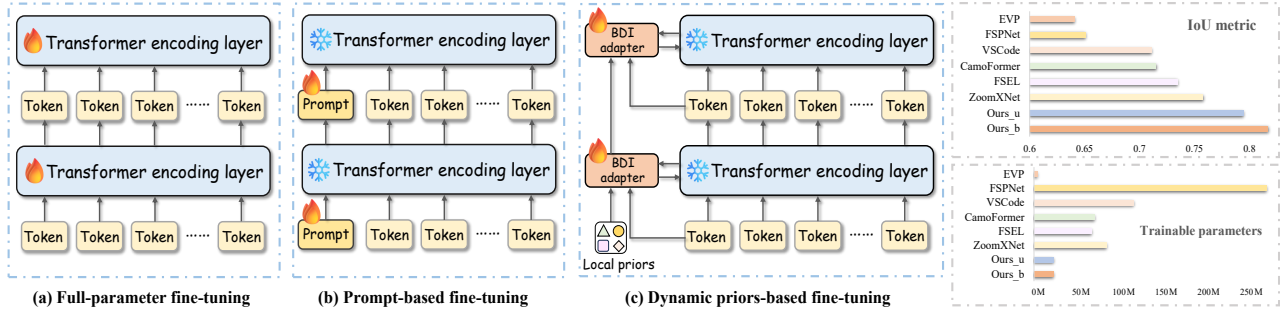 Transformer encoding layer
Token Token Token ...... Token
Transformer encoding layer
Token Token Token ...... Token
(a) Full-parameter fine-tuning
Transformer encoding layer
Prompt Token Token ...... Token
Transformer encoding layer
Prompt Token Token ...... Token
(b) Prompt-based fine-tuning
BDI
adapter
Transformer encoding layer
Token Token Token ...... Token
BDI
adapter
Transformer encoding layer
Token Token Token ...... Token
Local priors
(c) Dynamic priors-based fine-tuning
IoU metric
EVP
FSPNet
VSCode
CamoFormer
FSEL
ZoomXNet
Ours_u
Ours_b
0.6 0.65 0.7 0.75 0.8
EVP
FSPNet
VSCode
CamoFormer
FSEL
ZoomXNet
Ours_u
Ours_b
Trainable parameters
0M 50M 100M 150M 200M 250M